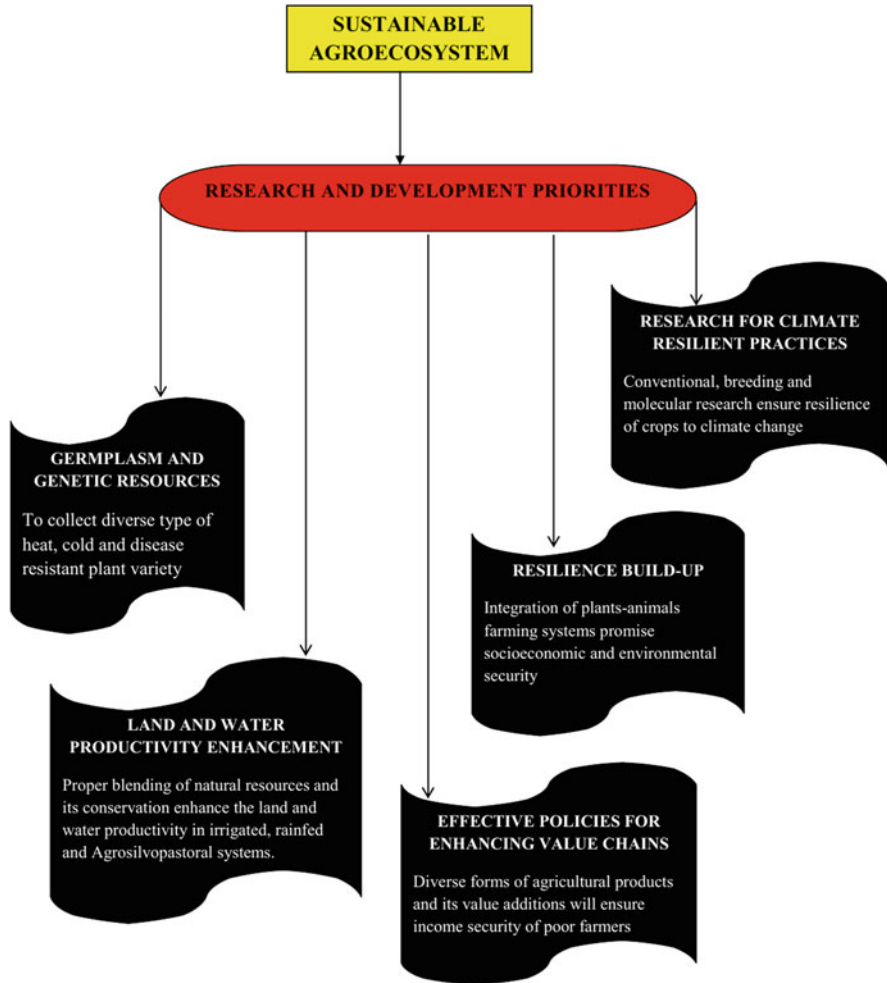 SUSTAINABLE
AGROECOSYSTEM
RESEARCH AND DEVELOPMENT PRIORITIES
RESEARCH FOR CLIMATE
RESILIENT PRACTICES
Conventional, breeding and
molecular research ensure resilience
of crops to climate change
GERMPLASM AND
GENETIC RESOURCES
To collect diverse type of
heat, cold and disease
resistant plant variety
RESILIENCE BUILD-UP
Integration of plants-animals
farming systems promise
socioeconomic and environmental
security
LAND AND WATER
PRODUCTIVITY ENHANCEMENT
Proper blending of natural resources and
its conservation enhance the land and
water productivity in irrigated, rainfed
and Agrosilvopastoral systems.
EFFECTIVE POLICIES FOR
ENHANCING VALUE CHAINS
Diverse forms of agricultural products
and its value additions will ensure
income security of poor farmers